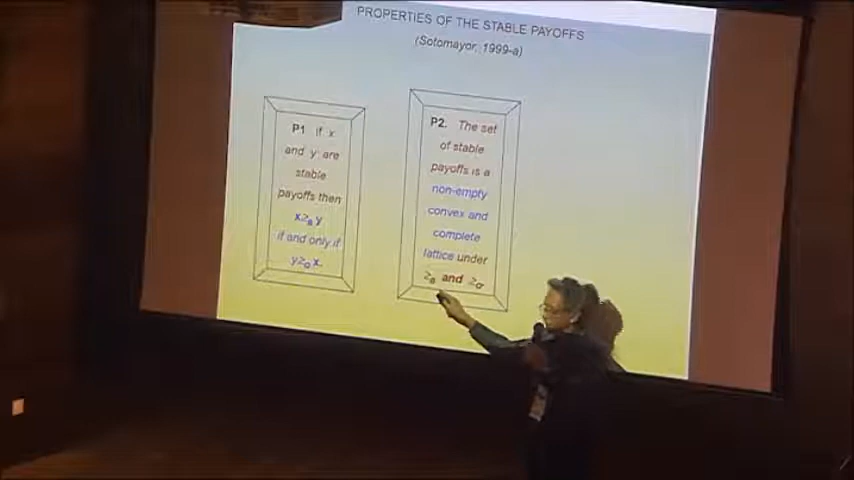 PROPERTIES OF THE STABLE PAYOFFS
(Sotomayor, 1999-a)
P1 if x
and y are
stable
payoffs then
x≥B y
if and only if
y≥Q x.
P2. The set
of stable
payoffs is a
non-empty
convex and
complete
lattice under
≥B and ≥Q.